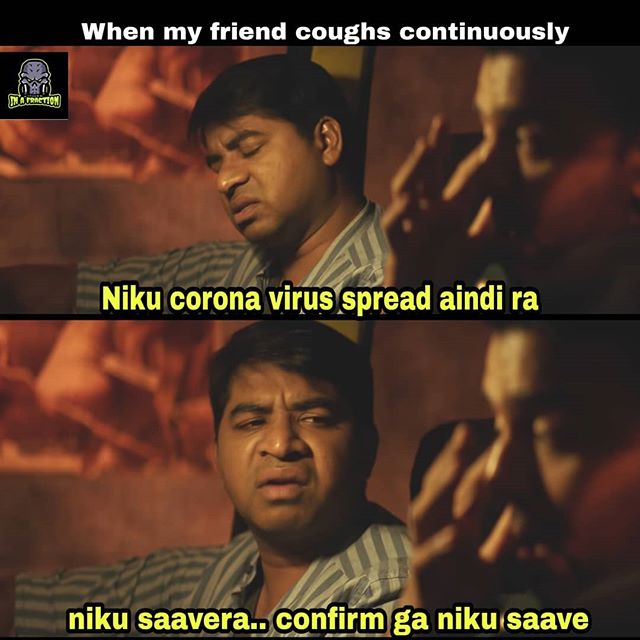 When my friend coughs continuously
IN A FRACTION
Niku corona virus spread aindi ra
niku saavera.. confirm ga niku saave